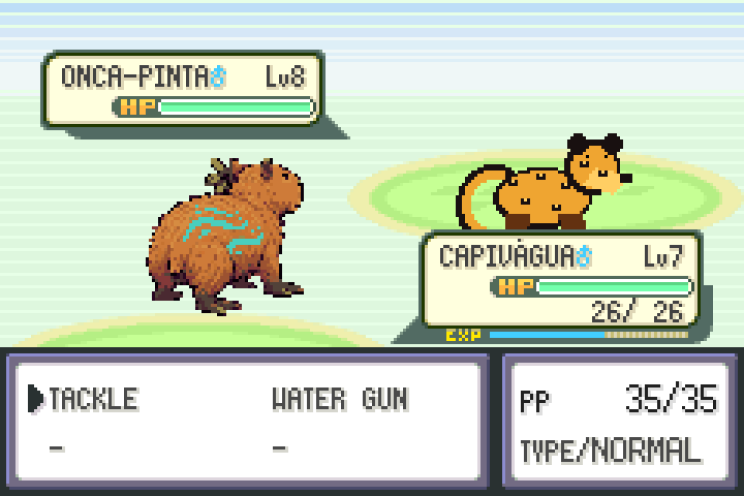 ONCA-PINTA♂ Lv8
HP
CAPIVÁGUA♂ Lv7
HP
26/ 26
EXP
TACKLE WATER GUN
- -
PP 35/35
TYPE/NORMAL